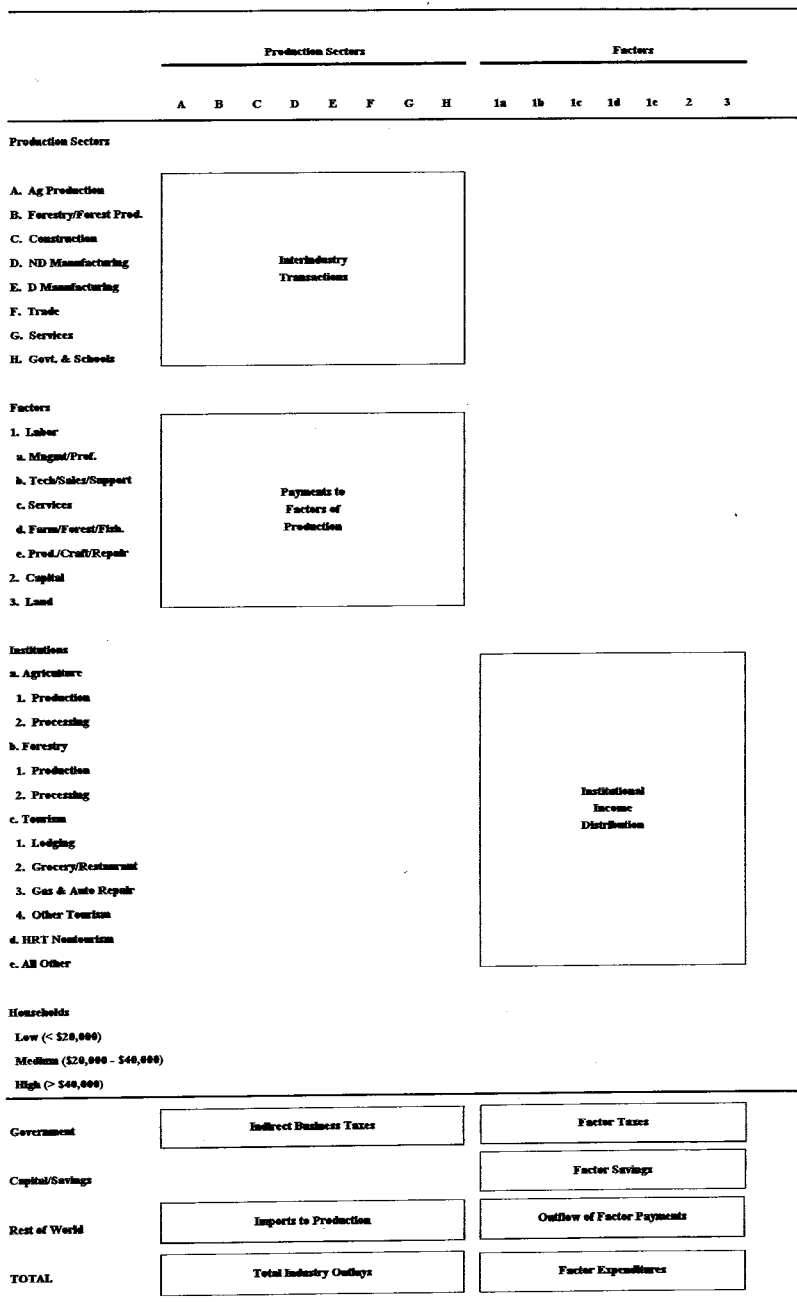 Production Sectors Factors
A B C D E F G H 1a 1b 1c 1d 1e 2 3
Production Sectors
A. Ag Production
B. Forestry/Forest Prod.
C. Construction
D. ND Manufacturing
E. D Manufacturing
F. Trade
G. Services
H. Govt. & Schools
Interindustry
Transactions
Factors
1. Labor
a. Mngmt/Prof.
b. Tech/Sales/Support
c. Services
d. Farm/Forest/Fish.
e. Prod./Craft/Repair
2. Capital
3. Land
Payments to
Factors of
Production
Institutions
a. Agriculture
1. Production
2. Processing
b. Forestry
1. Production
2. Processing
c. Tourism
1. Lodging
2. Grocery/Restaurant
3. Gas & Auto Repair
4. Other Tourism
d. HRT Nontourism
e. All Other
Institutional
Income
Distribution
Households
Low (< $20,000)
Medium ($20,000 - $40,000)
High (> $40,000)
Government Indirect Business Taxes Factor Taxes
Capital/Savings Factor Savings
Rest of World Imports to Production Outflow of Factor Payments
TOTAL Total Industry Outlays Factor Expenditures